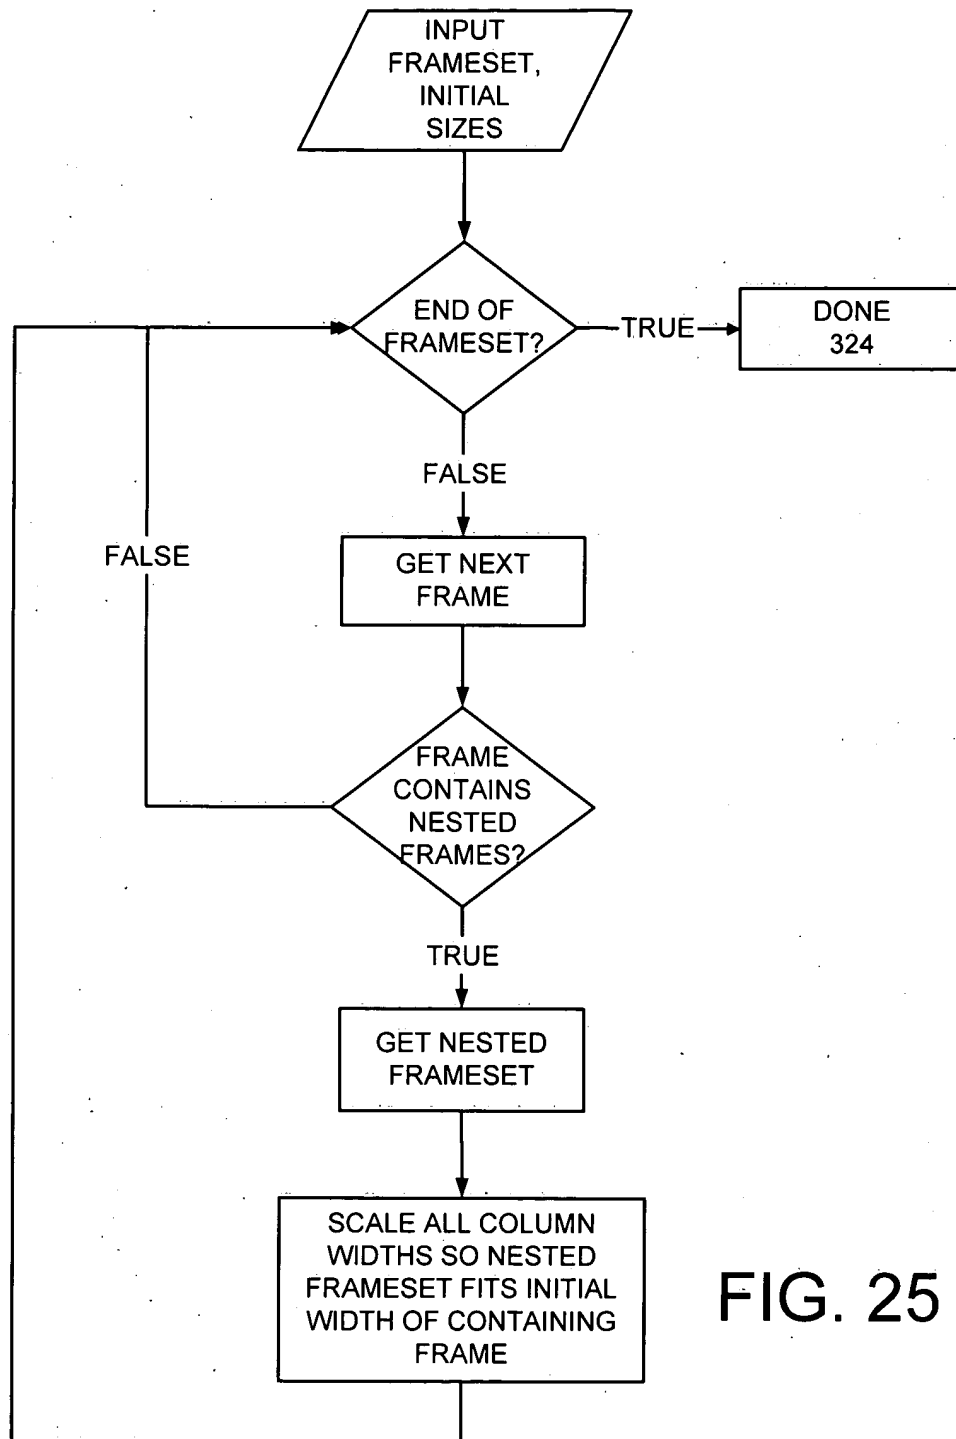 INPUT
FRAMESET,
INITIAL
SIZES
END OF
FRAMESET?
TRUE
DONE
324
FALSE
GET NEXT
FRAME
FALSE
FRAME
CONTAINS
NESTED
FRAMES?
TRUE
GET NESTED
FRAMESET
SCALE ALL COLUMN
WIDTHS SO NESTED
FRAMESET FITS INITIAL
WIDTH OF CONTAINING
FRAME
FIG. 25